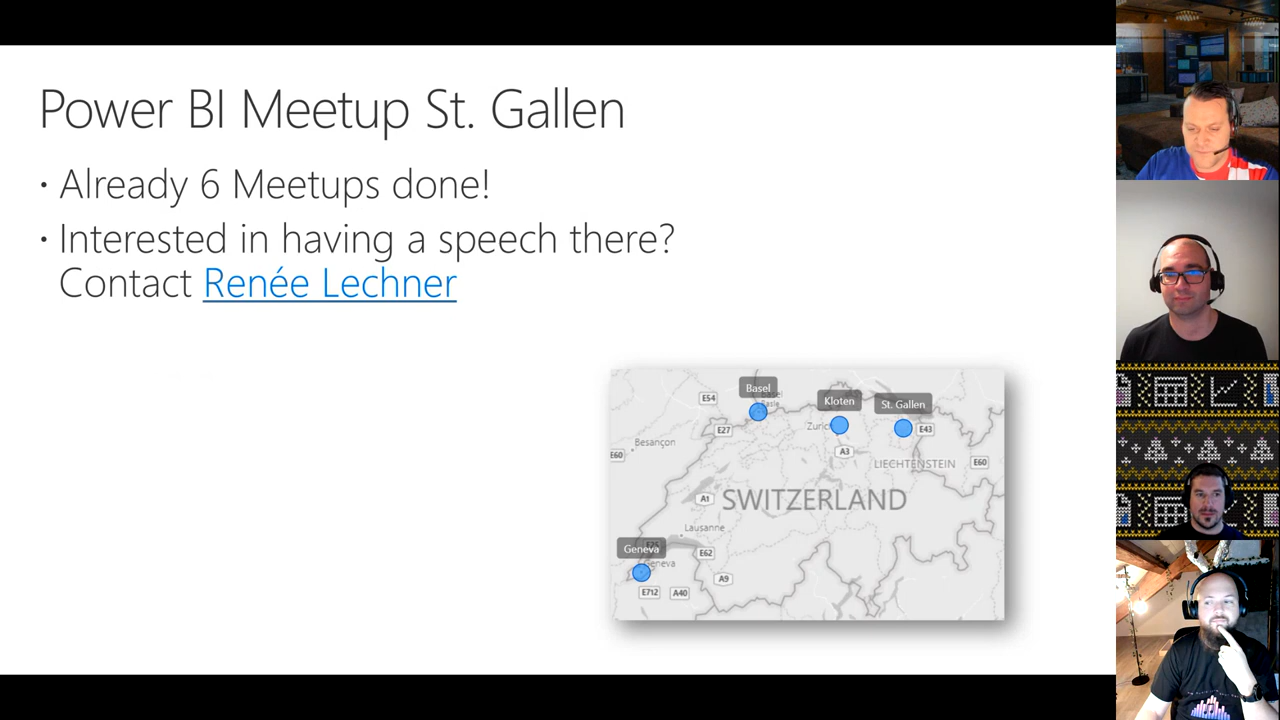 Power BI Meetup St. Gallen
· Already 6 Meetups done!
· Interested in having a speech there?
Contact Renée Lechner
Basel
E54
E27
Kloten
St. Gallen
E43
Besançon
E60
A3
LIECHTENSTEIN
E60
A1
SWITZERLAND
Lausanne
Geneva
E62
A9
E712
A40